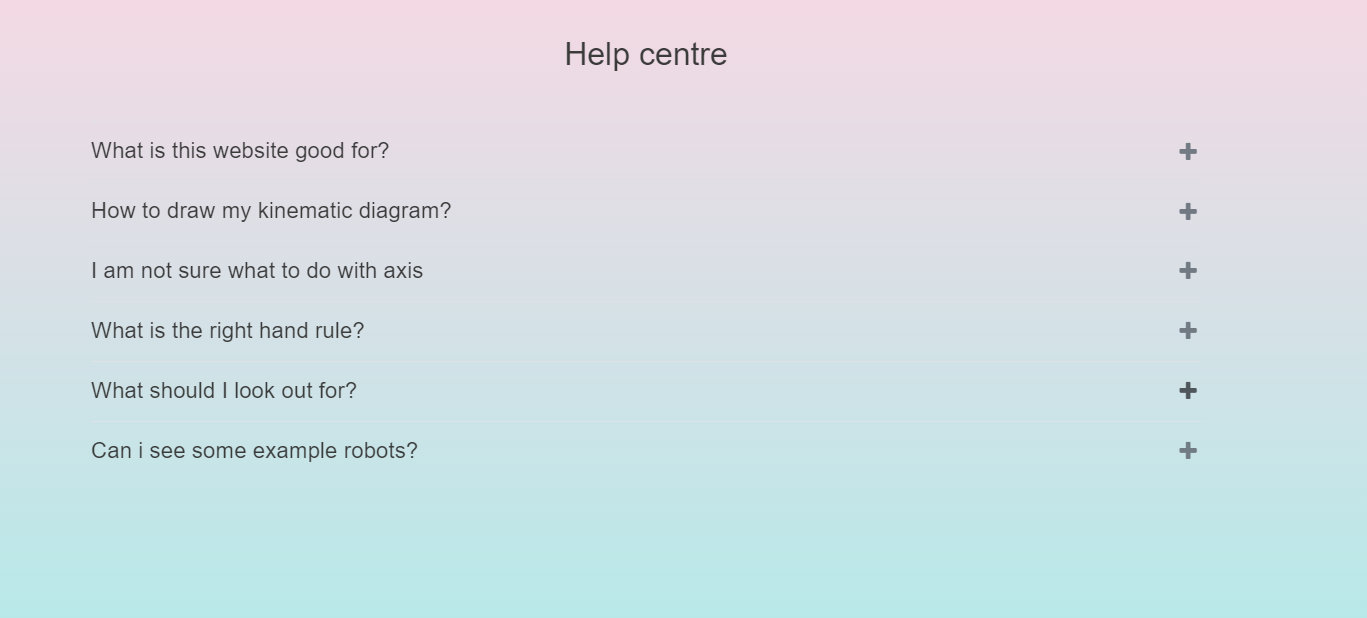 Help centre
What is this website good for?
How to draw my kinematic diagram?
I am not sure what to do with axis
What is the right hand rule?
What should I look out for?
Can i see some example robots?